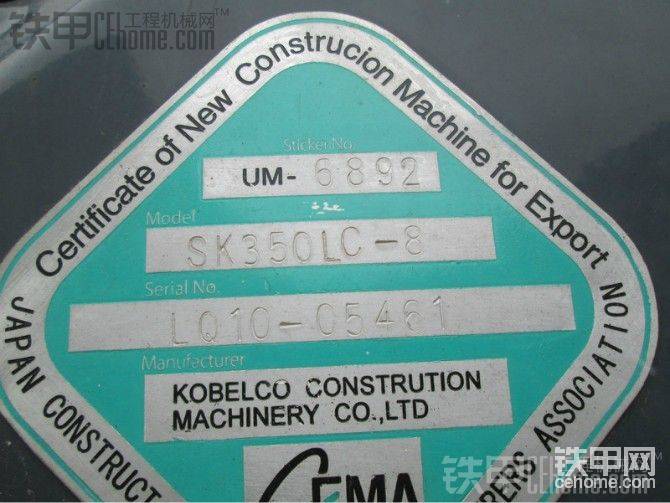 铁甲 工程机械网
CEhome.com
Certificate of New Construcion Machine for Export
Sticker No.
UM- 6892
Model
SK350LC-8
Serial No.
LQ10-05461
Manufacturer
KOBELCO CONSTRUTION
MACHINERY CO.,LTD
JAPAN CONSTRUCT
DERS ASSOCIATION
CEMA
铁甲网
cehome.com